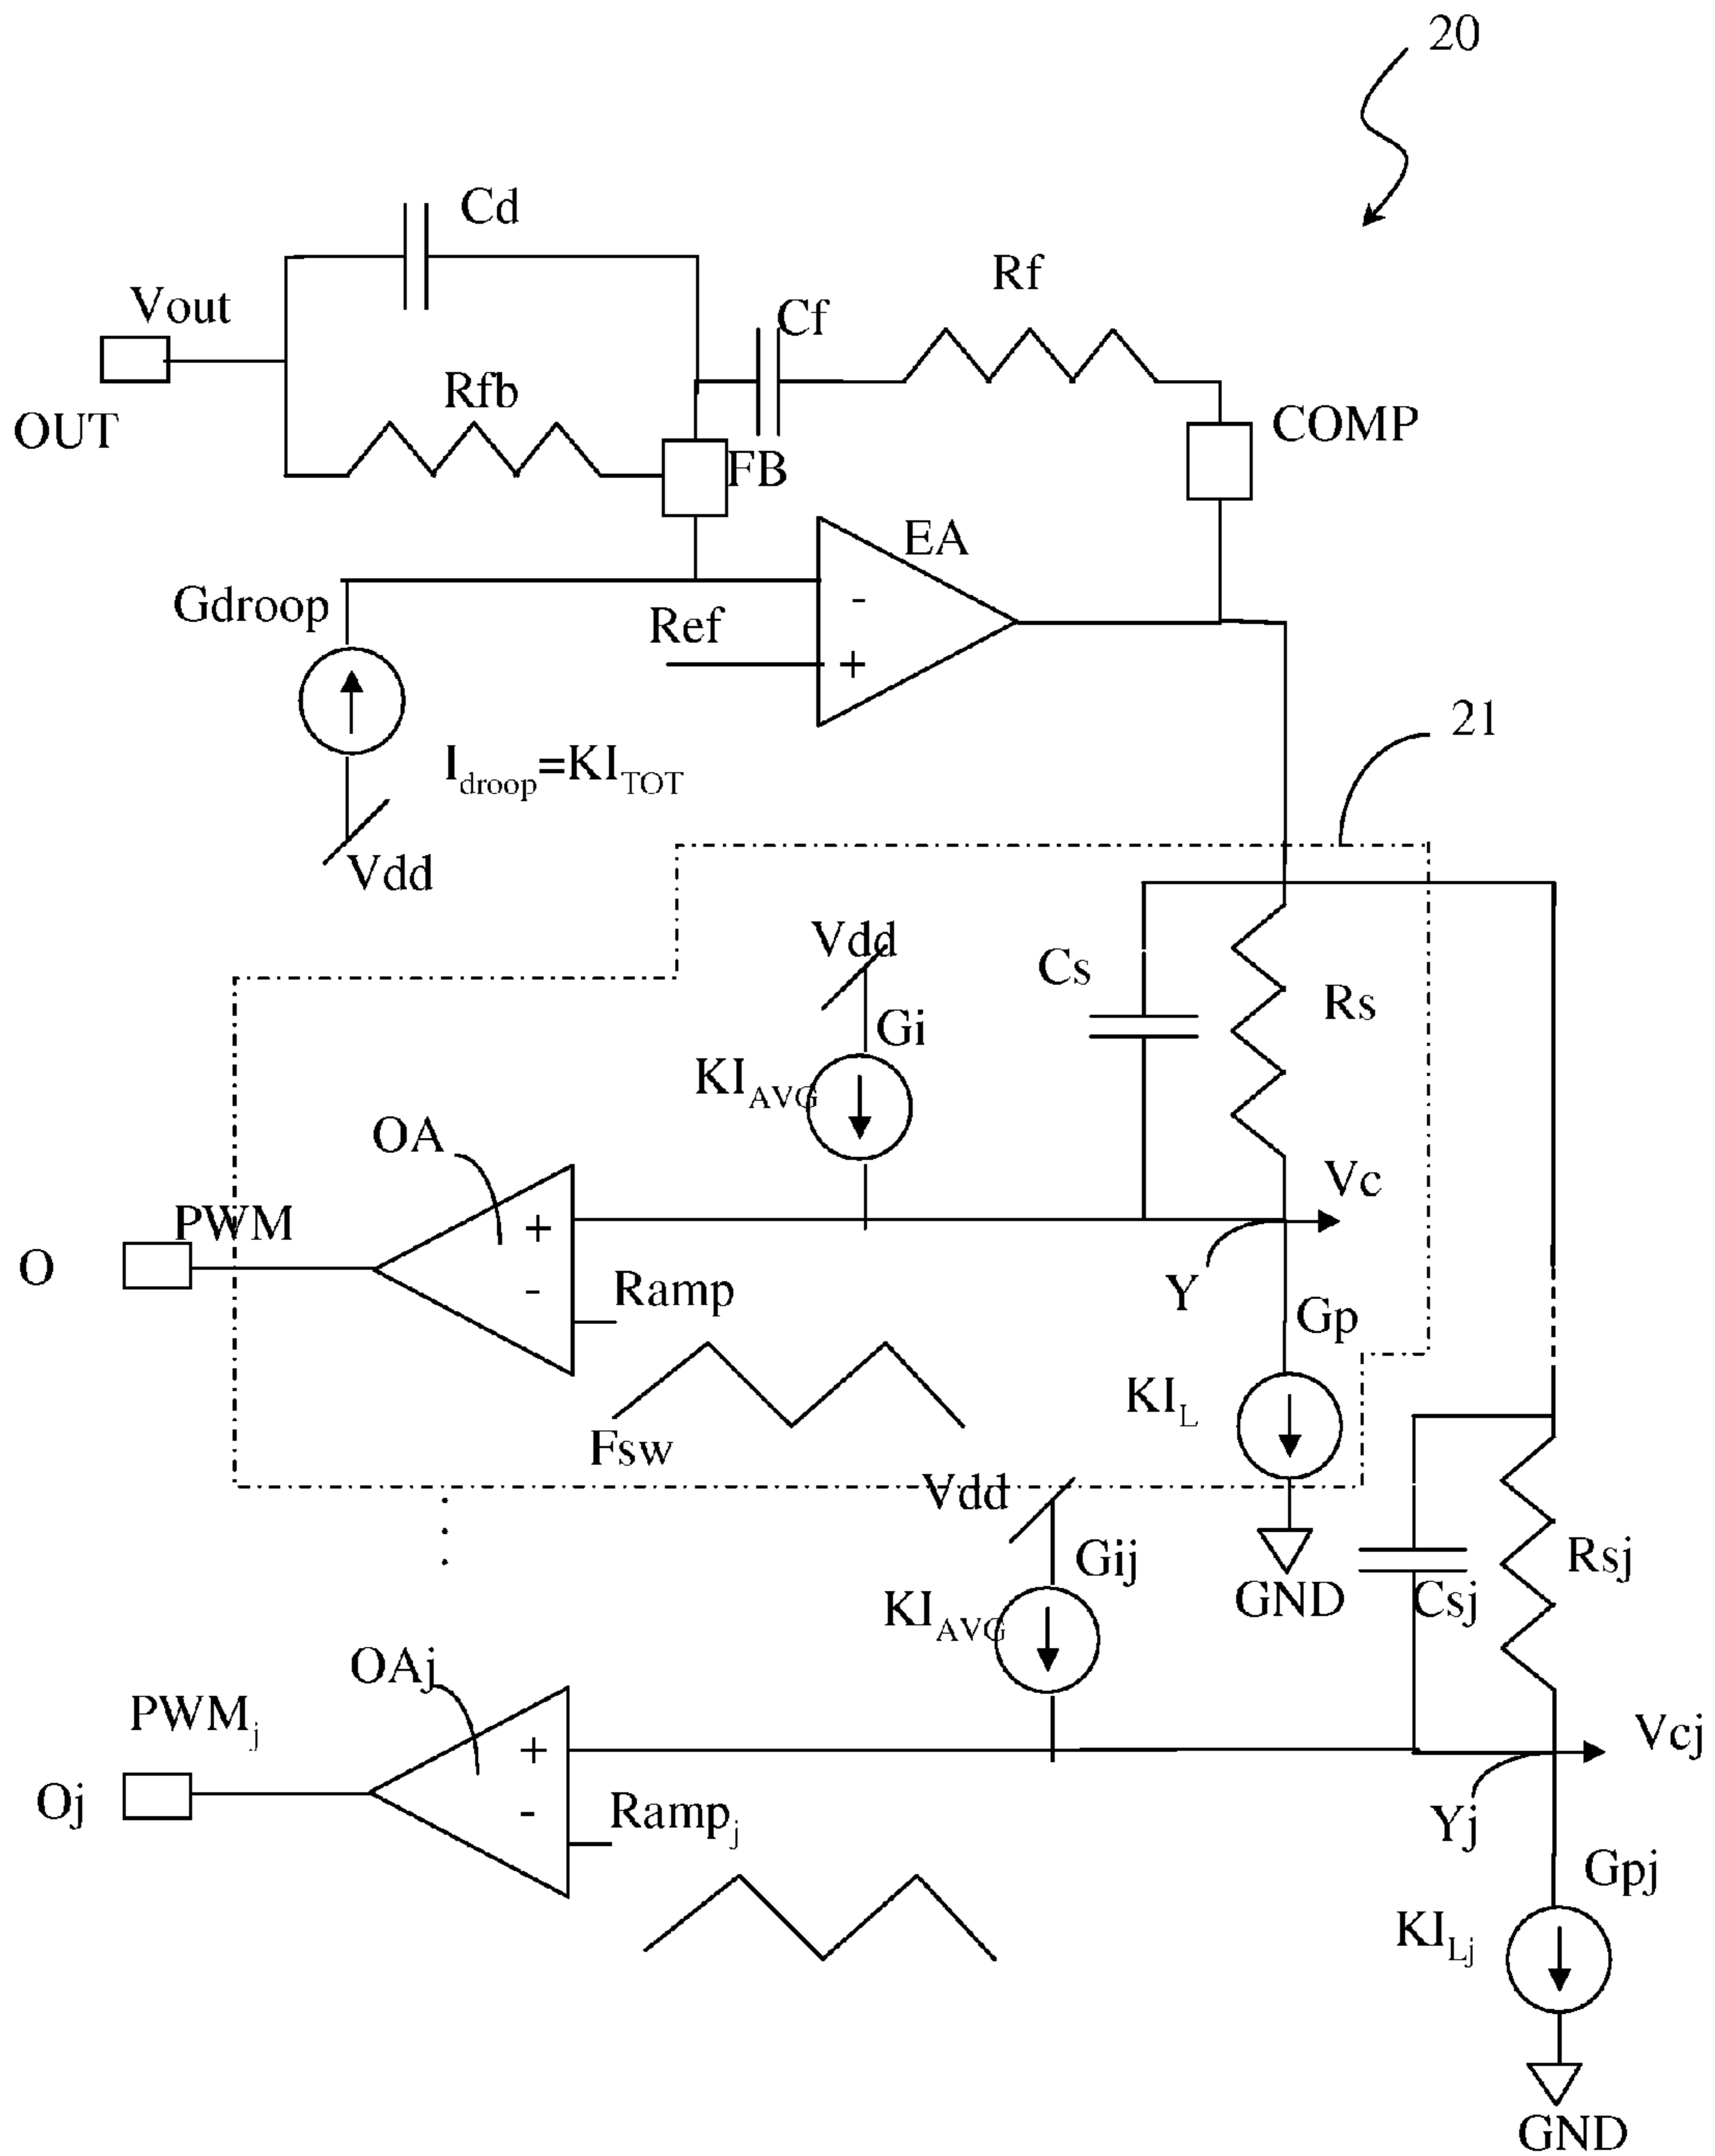 20
Cd
Rf
Vout
Cf
Rfb
OUT
COMP
FB
EA
Gdroop
Ref
-
+
21
Idroop=KITOT
Vdd
Vdd
Cs
Rs
Gi
KIAVG
OA
Vc
PWM
+
O
-
Ramp
Y
Gp
KIL
Fsw
Vdd
Gij
Rsj
GND
Csj
KIAVG
OAj
PWMj
+
Vcj
Oj
-
Rampj
Yj
Gpj
KILj
GND